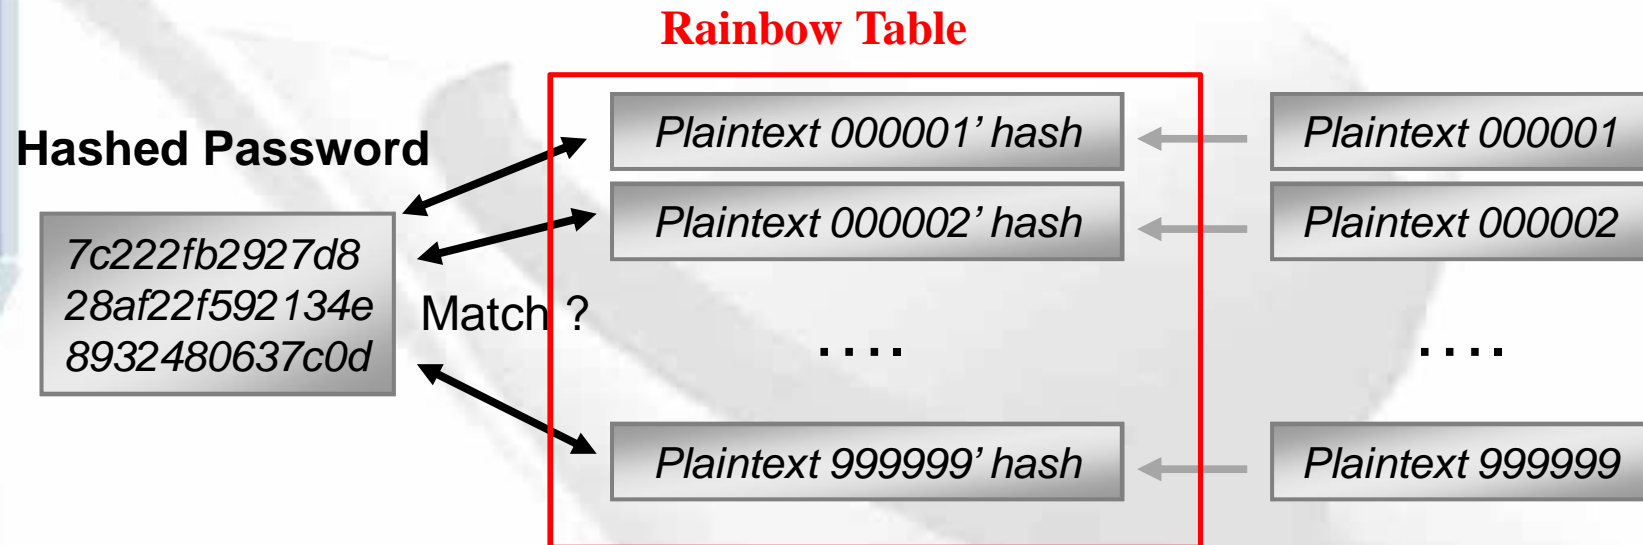 Rainbow Table
Hashed Password
7c222fb2927d8
28af22f592134e
8932480637c0d
Match ?
Plaintext 000001’ hash
Plaintext 000002’ hash
....
Plaintext 999999’ hash
Plaintext 000001
Plaintext 000002
....
Plaintext 999999